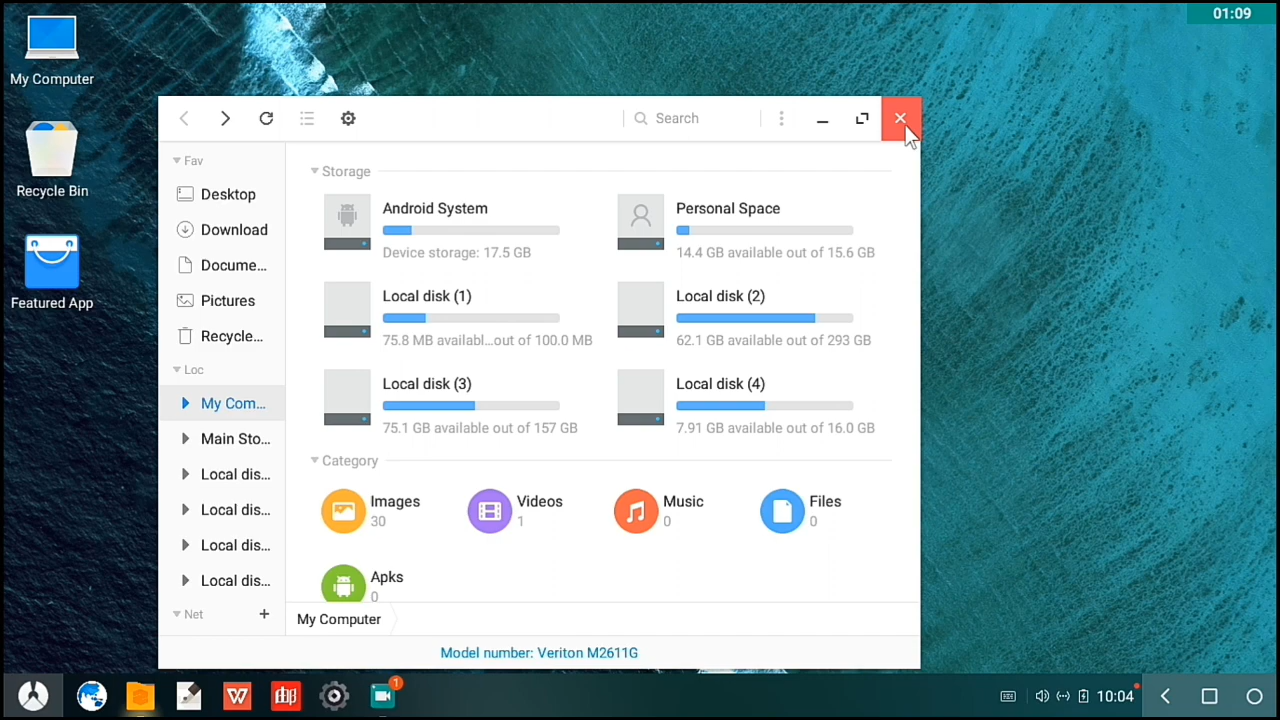 01:09
My Computer
Recycle Bin
Featured App
Search
Fav
Desktop
Download
Docume...
Pictures
Recycle...
Loc
My Com...
Main Sto...
Local dis...
Local dis...
Local dis...
Local dis...
Net +
Storage
Android System
Device storage: 17.5 GB
Personal Space
14.4 GB available out of 15.6 GB
Local disk (1)
75.8 MB availabl...out of 100.0 MB
Local disk (2)
62.1 GB available out of 293 GB
Local disk (3)
75.1 GB available out of 157 GB
Local disk (4)
7.91 GB available out of 16.0 GB
Category
Images
30
Videos
1
Music
0
Files
0
Apks
0
My Computer
Model number: Veriton M2611G
W
1
10:04